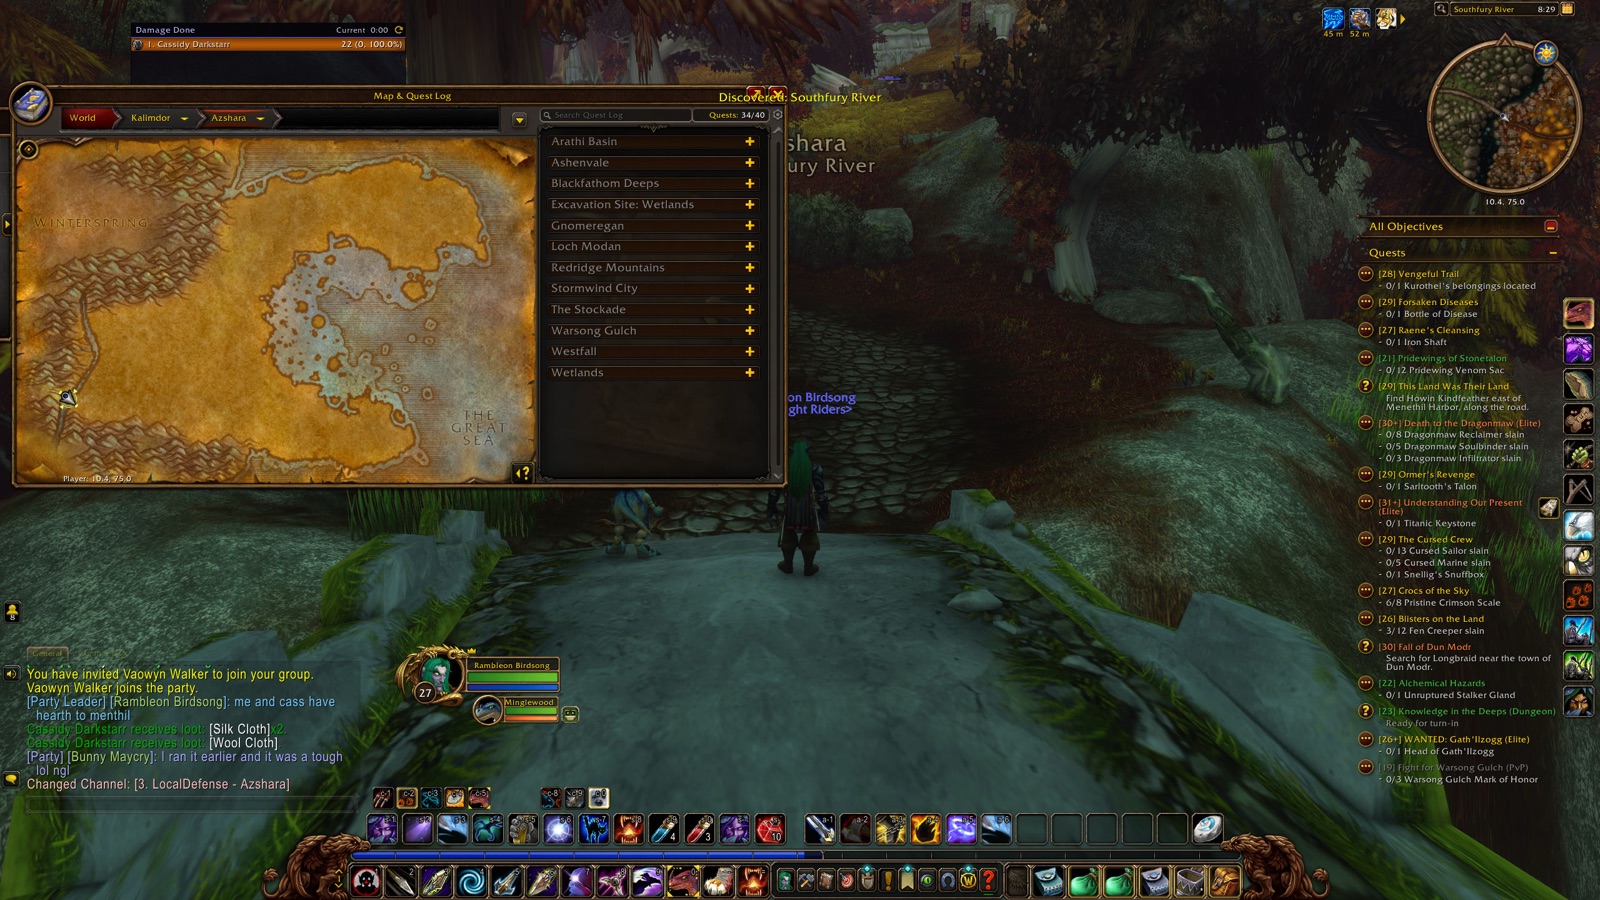 Damage Done
Current 0:00
1. Cassidy Darkstarr
22 (0, 100.0%)
45 m
52 m
Southfury River
8:29
Map & Quest Log
Discovered: Southfury River
World
Kalimdor
Azshara
Search Quest Log
Quests: 34/40
WINTERSPRING
THE
GREAT
SEA
Player: 10.4, 75.0
Arathi Basin
Ashenvale
Blackfathom Deeps
Excavation Site: Wetlands
Gnomeregan
Loch Modan
Redridge Mountains
Stormwind City
The Stockade
Warsong Gulch
Westfall
Wetlands
shara
ury River
on Birdsong
ght Riders>
10.4, 75.0
All Objectives
Quests
[28] Vengeful Trail
- 0/1 Kurothel's belongings located
[29] Forsaken Diseases
- 0/1 Bottle of Disease
[27] Raene's Cleansing
- 0/1 Iron Shaft
[21] Pridewings of Stonetalon
- 0/12 Pridewing Venom Sac
[29] This Land Was Their Land
Find Howin Kindfeather east of
Menethil Harbor, along the road.
[30+] Death to the Dragonmaw (Elite)
- 0/8 Dragonmaw Reclaimer slain
- 0/5 Dragonmaw Soulbinder slain
- 0/3 Dragonmaw Infiltrator slain
[29] Ormer's Revenge
- 0/1 Sarltooth's Talon
[31+] Understanding Our Present
(Elite)
- 0/1 Titanic Keystone
[29] The Cursed Crew
- 0/13 Cursed Sailor slain
- 0/5 Cursed Marine slain
- 0/1 Snellig's Snuffbox
[27] Crocs of the Sky
- 6/8 Pristine Crimson Scale
[26] Blisters on the Land
- 3/12 Fen Creeper slain
[30] Fall of Dun Modr
Search for Longbraid near the town of
Dun Modr.
[22] Alchemical Hazards
- 0/1 Unruptured Stalker Gland
[23] Knowledge in the Deeps (Dungeon)
Ready for turn-in
[26+] WANTED: Gath'Ilzogg (Elite)
- 0/1 Head of Gath'Ilzogg
[19] Fight for Warsong Gulch (PvP)
- 0/3 Warsong Gulch Mark of Honor
8
General
You have invited Vaowyn Walker to join your group.
Vaowyn Walker joins the party.
[Party Leader] [Rambleon Birdsong]: me and cass have
hearth to menthil
Cassidy Darkstarr receives loot: [Silk Cloth]x2.
Cassidy Darkstarr receives loot: [Wool Cloth]
[Party] [Bunny Maycry]: I ran it earlier and it was a tough
lol ngl
Changed Channel: [3. LocalDefense - Azshara]
Rambleon Birdsong
27
Minglewood
c-1
c-2
c-3
c-5
c-8
c-9
4
3
10
a-1
a-2